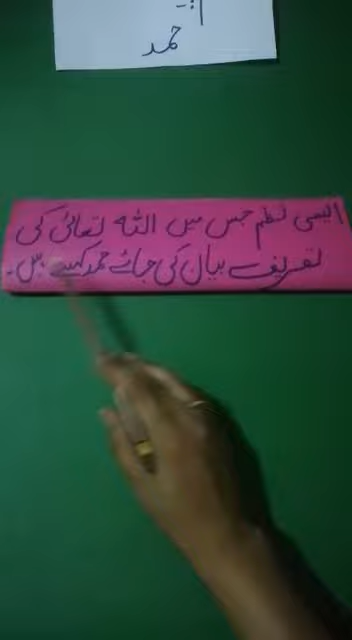 حمد
ایسی نظم جس میں اللہ تعالیٰ کی
تعریف بیان کی جائے حمد کہتے ہیں۔